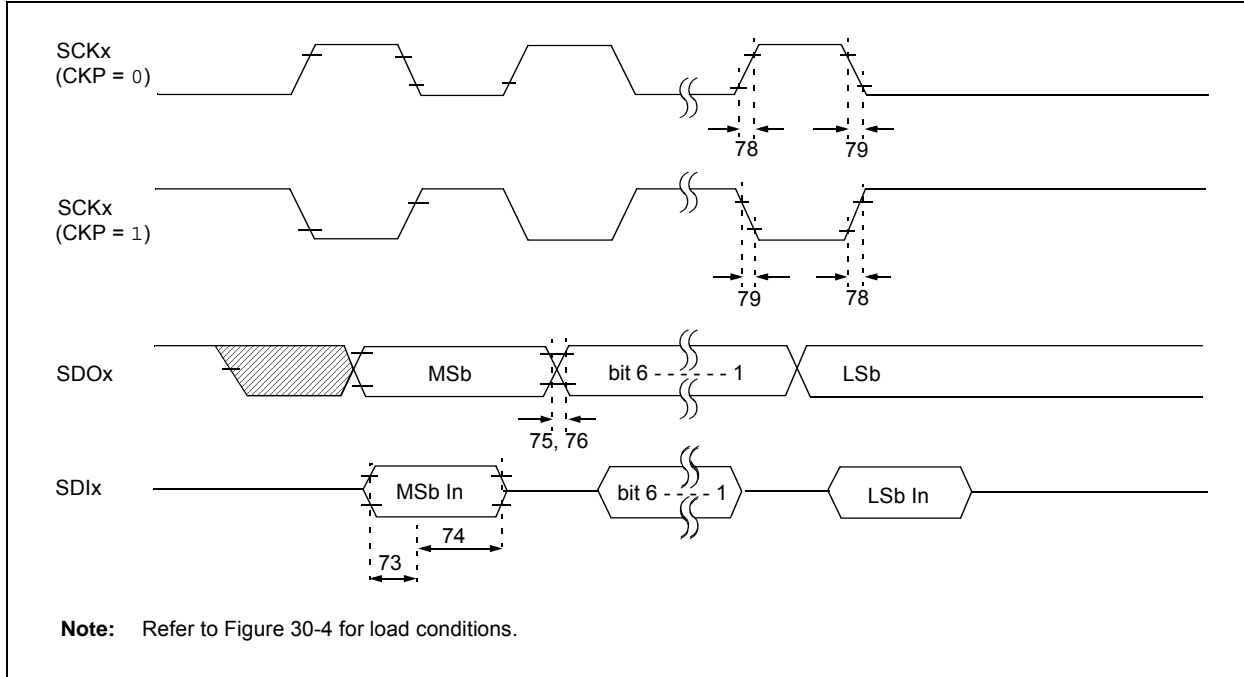 SCKx
(CKP = 0)
78
79
SCKx
(CKP = 1)
79
78
SDOx
MSb
bit 6 - - - - - - 1
LSb
75, 76
SDIx
MSb In
bit 6 - - - - 1
LSb In
74
73
Note: Refer to Figure 30-4 for load conditions.